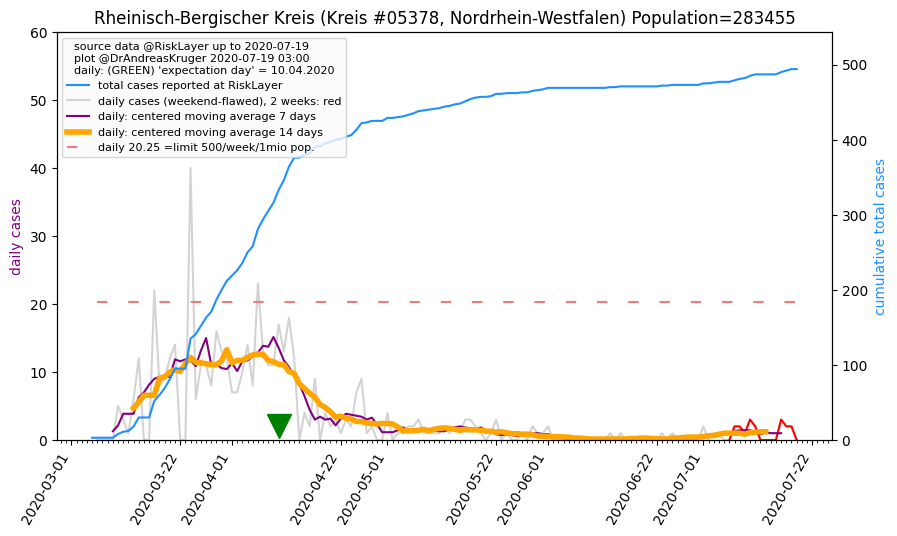 Rheinisch-Bergischer Kreis (Kreis #05378, Nordrhein-Westfalen) Population=283455
source data @RiskLayer up to 2020-07-19
plot @DrAndreasKruger 2020-07-19 03:00
daily: (GREEN) 'expectation day' = 10.04.2020
total cases reported at RiskLayer
daily cases (weekend-flawed), 2 weeks: red
daily: centered moving average 7 days
daily: centered moving average 14 days
daily 20.25 =limit 500/week/1mio pop.
daily cases
60
50
40
30
20
10
0
cumulative total cases
500
400
300
200
100
0
2020-03-01
2020-03-22
2020-04-01
2020-04-22
2020-05-01
2020-05-22
2020-06-01
2020-06-22
2020-07-01
2020-07-22